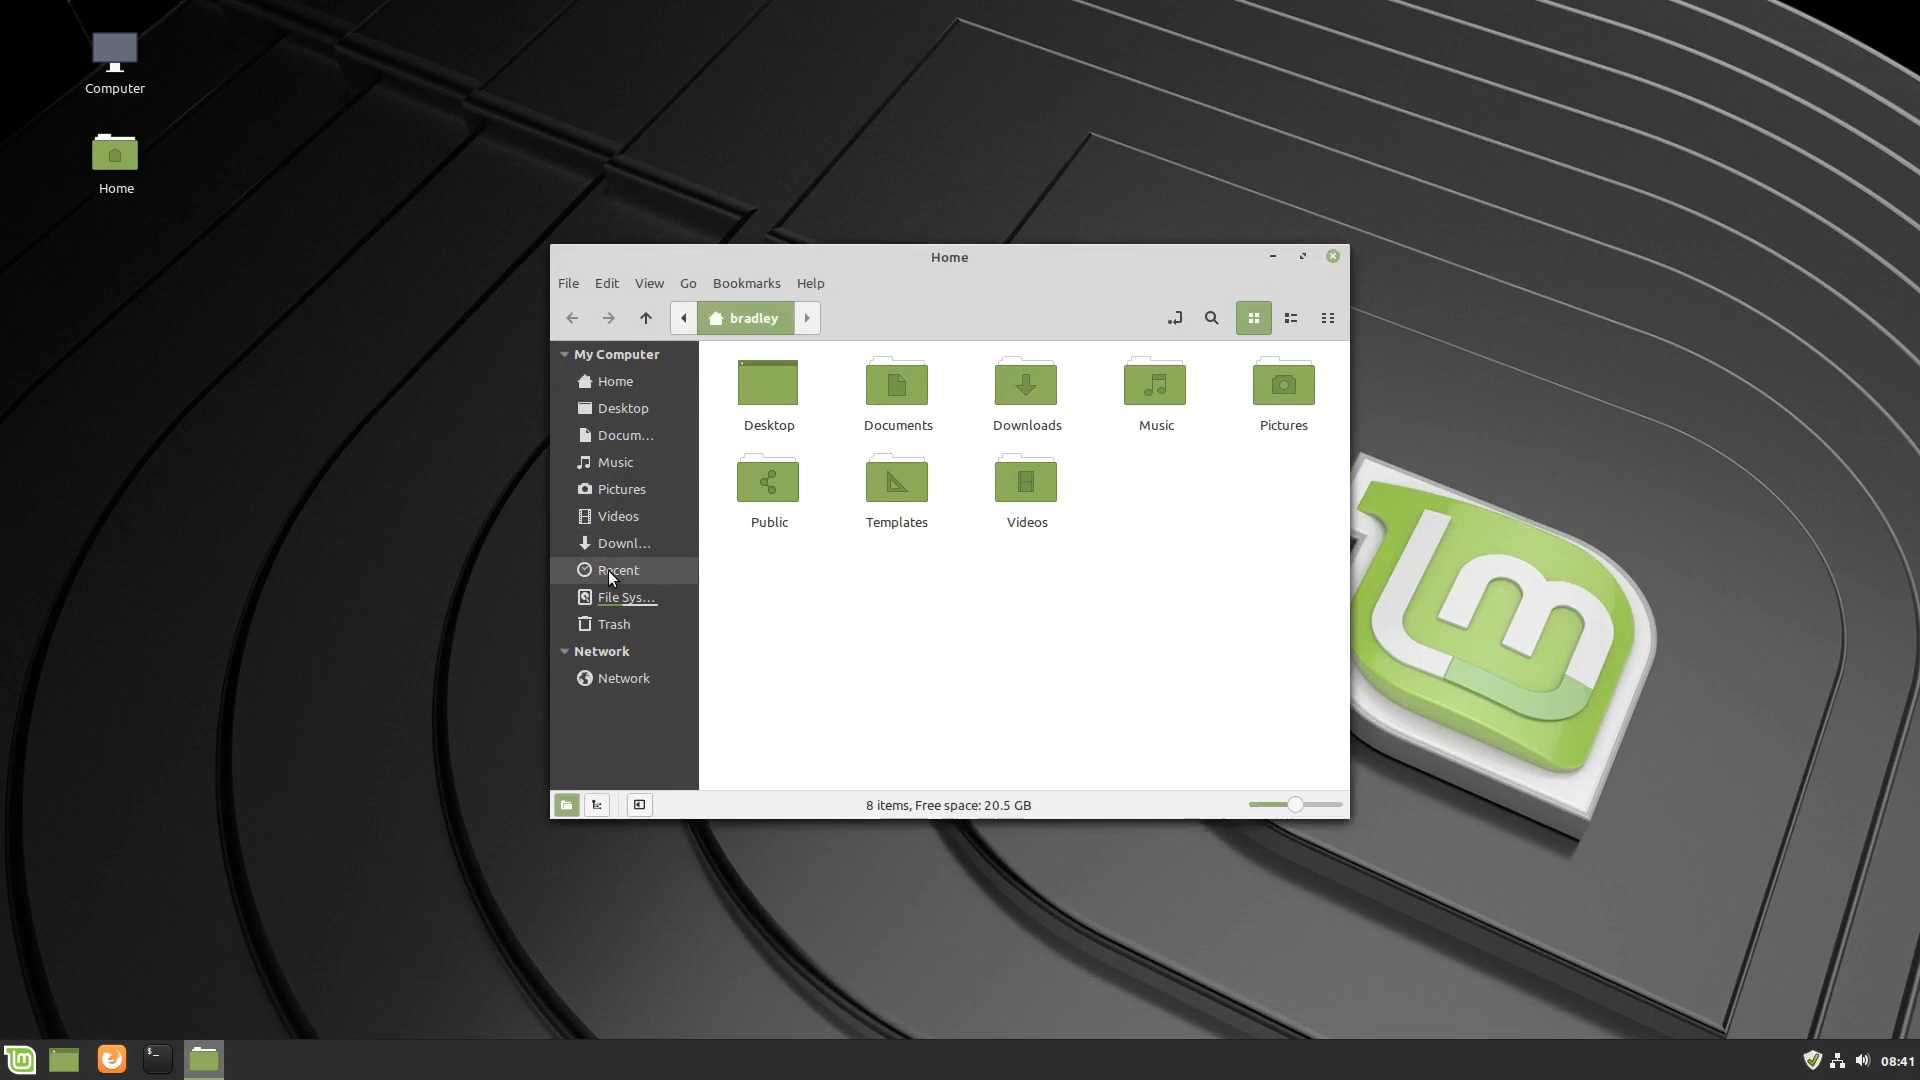 Computer
Home
Home
File Edit View Go Bookmarks Help
bradley
My Computer
Home
Desktop
Docum...
Music
Pictures
Videos
Downl...
Recent
File Sys...
Trash
Network
Network
Desktop Documents Downloads Music Pictures
Public Templates Videos
8 items, Free space: 20.5 GB
08:41